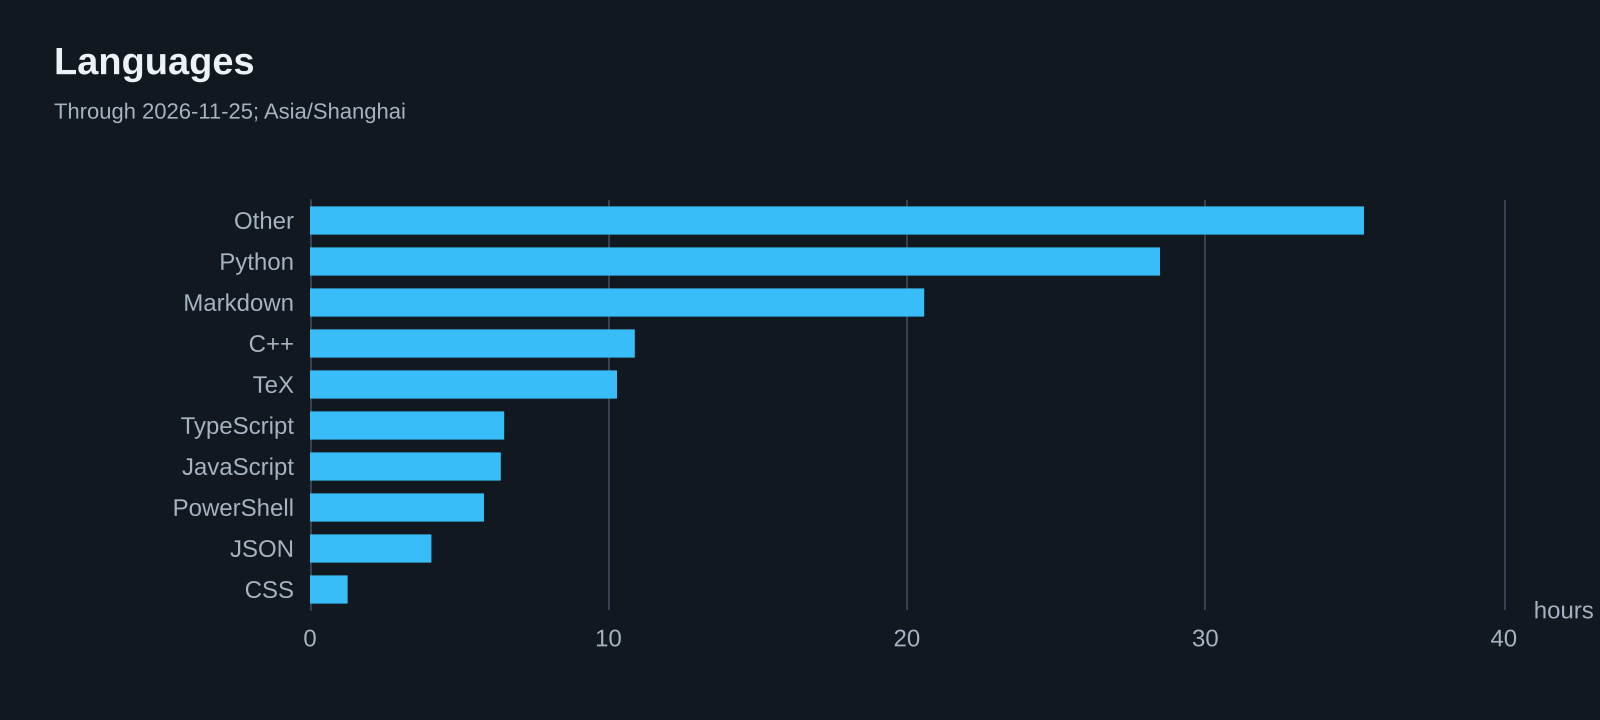 Languages
Through 2026-11-25; Asia/Shanghai
Other
Python
Markdown
C++
TeX
TypeScript
JavaScript
PowerShell
JSON
CSS
hours
0 10 20 30 40